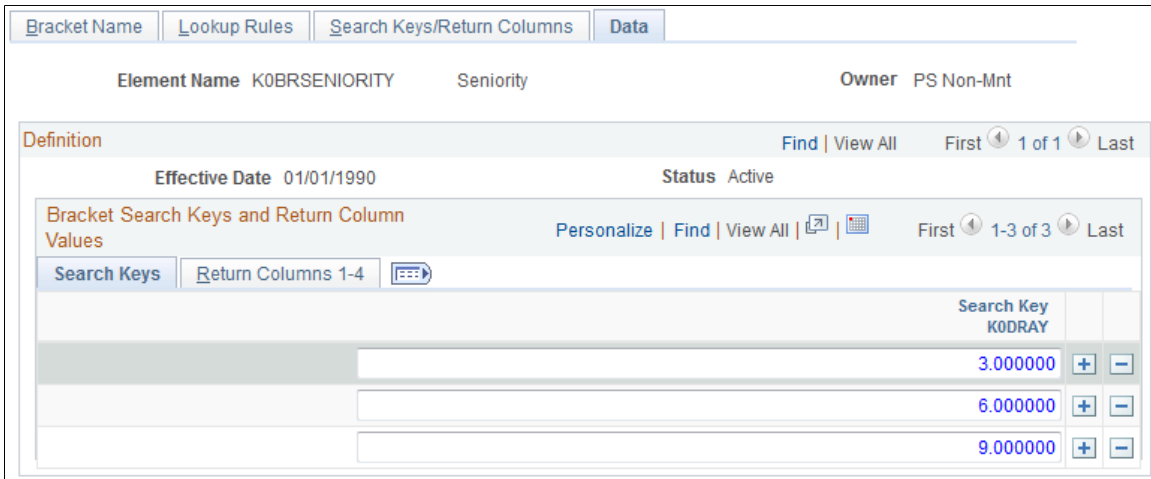 Bracket Name Lookup Rules Search Keys/Return Columns Data
Element Name K0BRSENIORITY Seniority Owner PS Non-Mnt
Definition Find | View All First 1 of 1 Last
Effective Date 01/01/1990 Status Active
Bracket Search Keys and Return Column
Values
Personalize | Find | View All | | First 1-3 of 3 Last
Search Keys Return Columns 1-4
Search Key
K0DRAY
3.000000
6.000000
9.000000